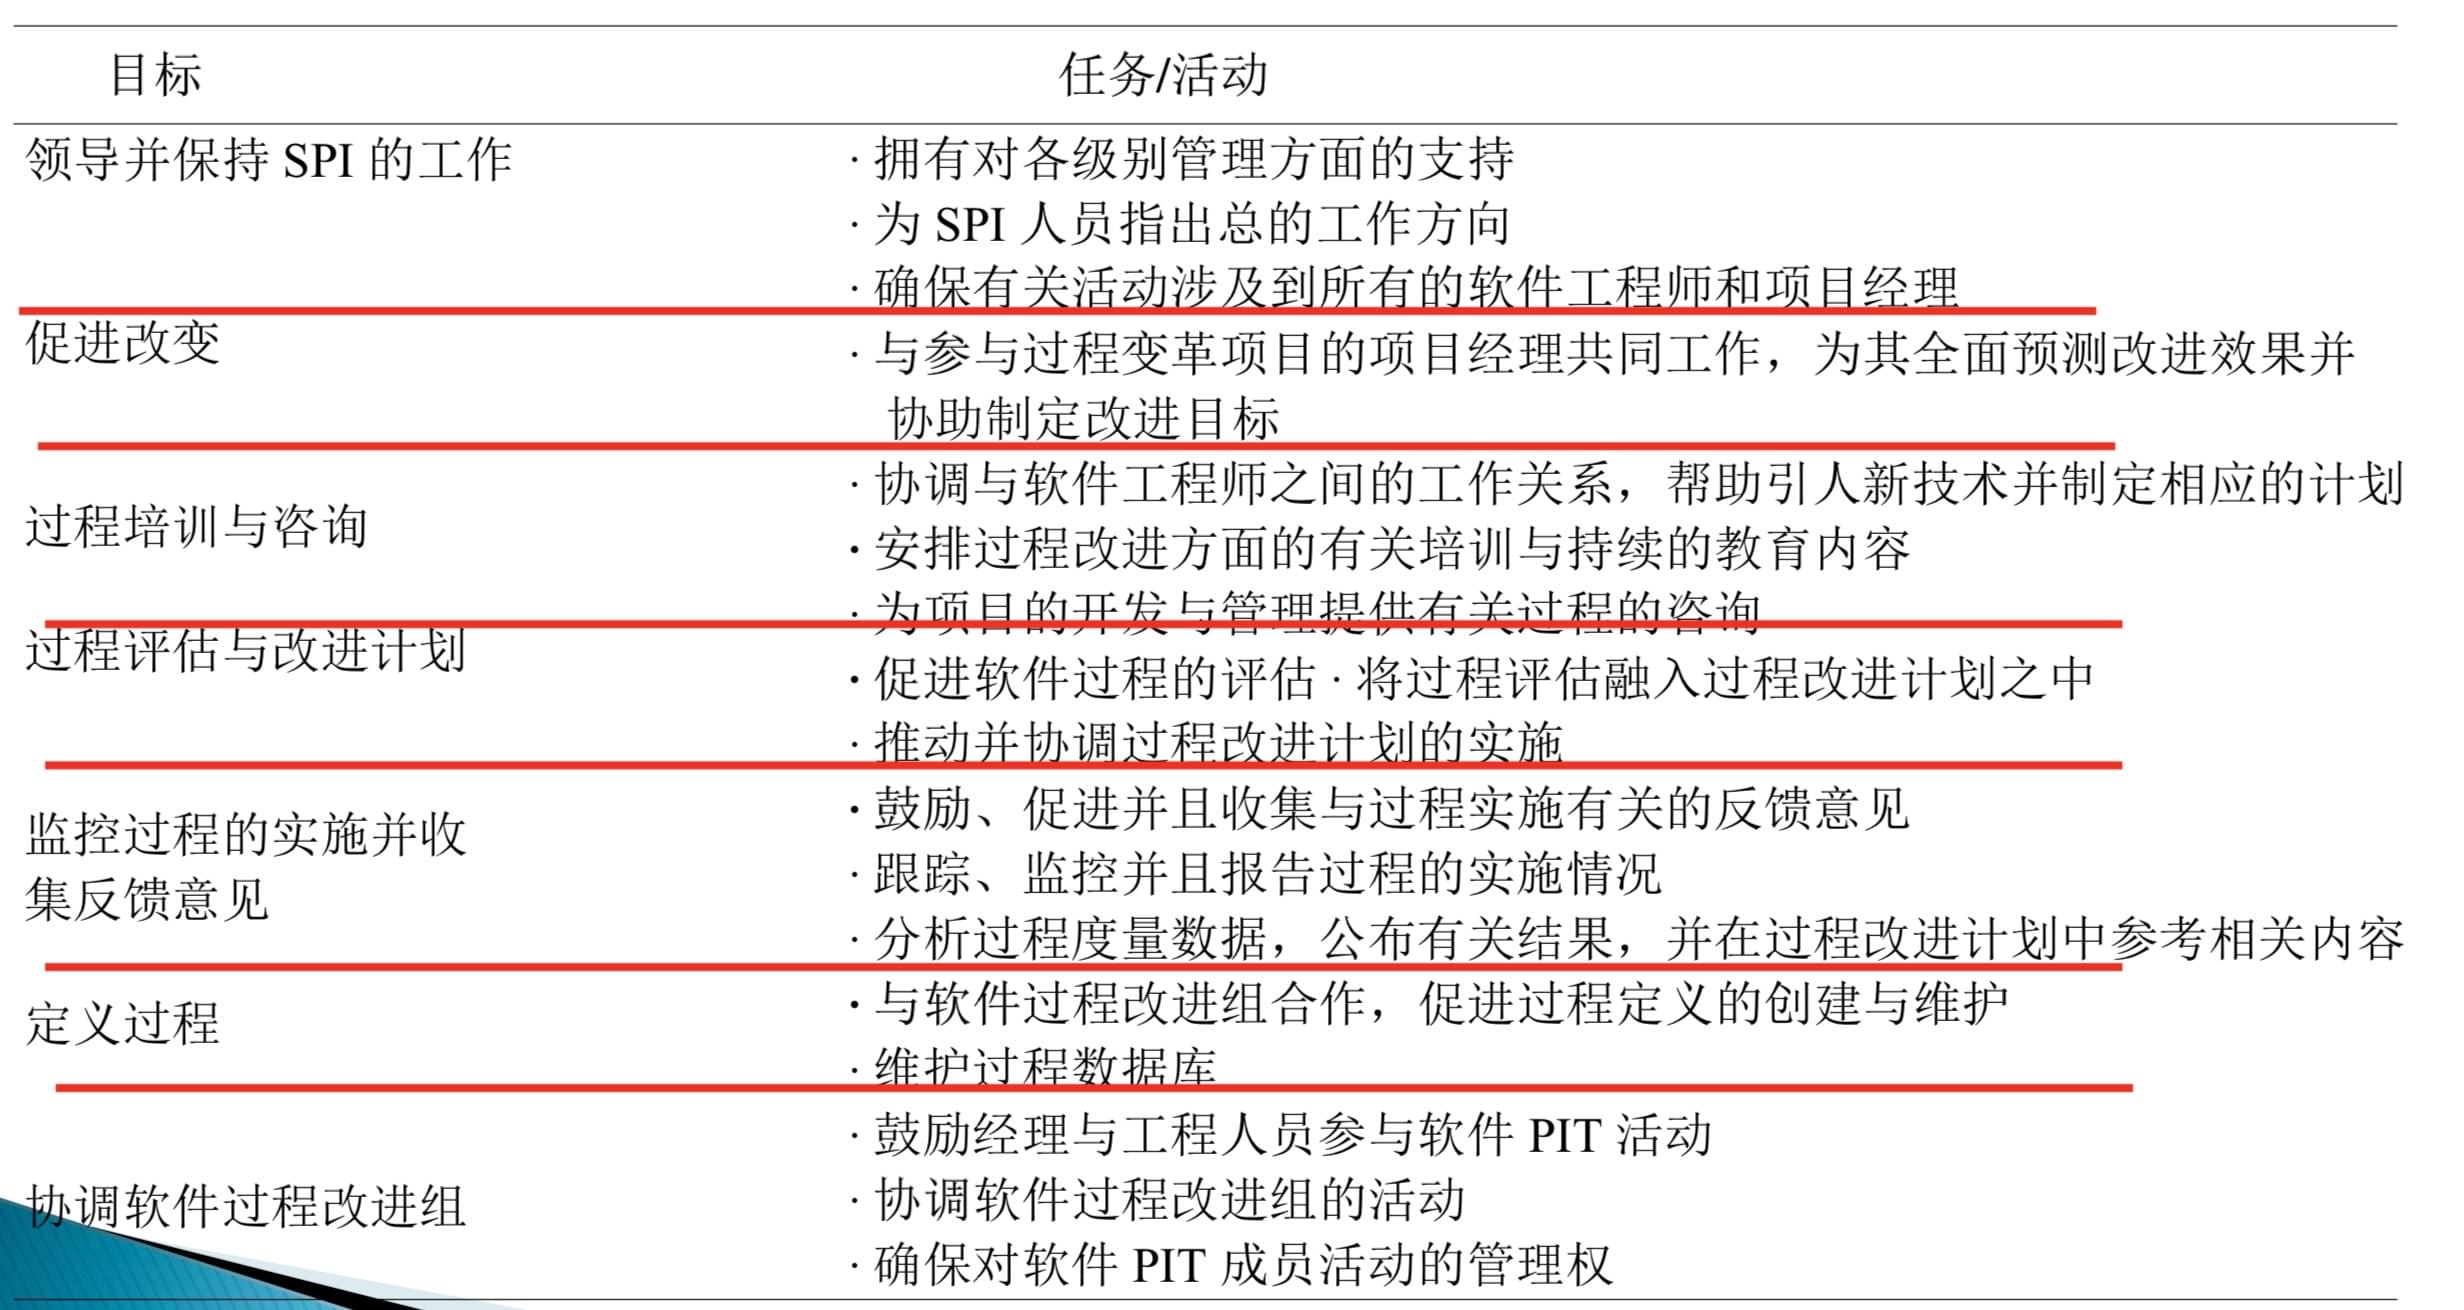 目标 任务/活动
领导并保持 SPI 的工作 · 拥有对各级别管理方面的支持
· 为 SPI 人员指出总的工作方向
· 确保有关活动涉及到所有的软件工程师和项目经理
促进改变 · 与参与过程变革项目的项目经理共同工作，为其全面预测改进效果并
协助制定改进目标
· 协调与软件工程师之间的工作关系，帮助引人新技术并制定相应的计划
过程培训与咨询 · 安排过程改进方面的有关培训与持续的教育内容
· 为项目的开发与管理提供有关过程的咨询
过程评估与改进计划 · 促进软件过程的评估 · 将过程评估融入过程改进计划之中
· 推动并协调过程改进计划的实施
监控过程的实施并收 · 鼓励、促进并且收集与过程实施有关的反馈意见
集反馈意见 · 跟踪、监控并且报告过程的实施情况
· 分析过程度量数据，公布有关结果，并在过程改进计划中参考相关内容
定义过程 · 与软件过程改进组合作，促进过程定义的创建与维护
· 维护过程数据库
· 鼓励经理与工程人员参与软件 PIT 活动
协调软件过程改进组 · 协调软件过程改进组的活动
· 确保对软件 PIT 成员活动的管理权